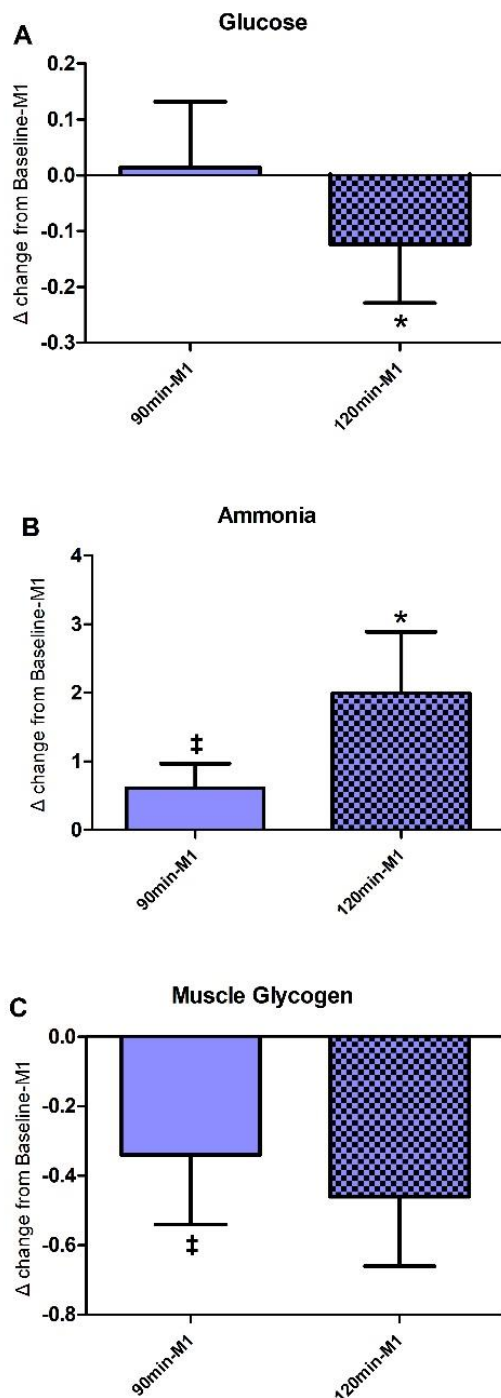 A
Glucose
Δ change from Baseline-M1
0.2
0.1
0.0
-0.1
-0.2
-0.3
*
90min-M1
120min-M1
B
Ammonia
Δ change from Baseline-M1
4
3
2
1
0
‡
*
90min-M1
120min-M1
C
Muscle Glycogen
Δ change from Baseline-M1
0.0
-0.2
-0.4
-0.6
-0.8
‡
90min-M1
120min-M1